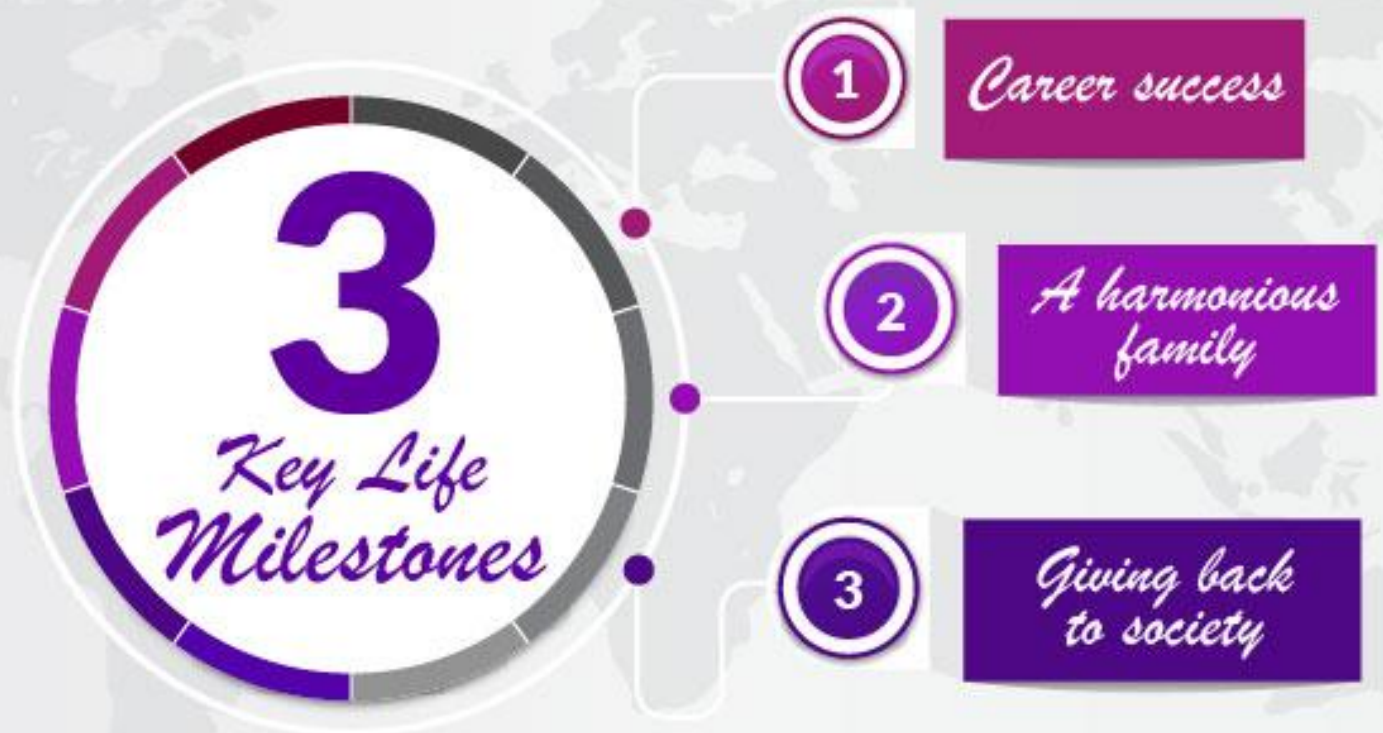 3
Key Life
Milestones
1
Career success
2
A harmonious
family
3
Giving back
to society